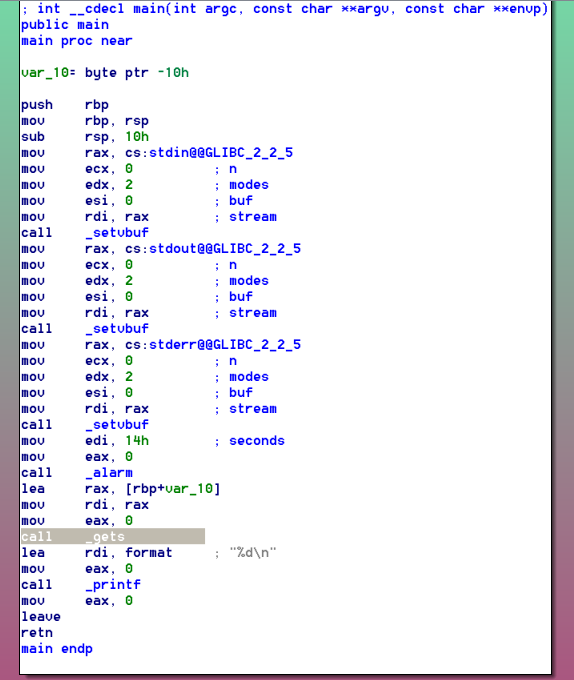 ; int __cdecl main(int argc, const char **argv, const char **envp)
public main
main proc near
var_10= byte ptr -10h
push rbp
mov rbp, rsp
sub rsp, 10h
mov rax, cs:stdin@@GLIBC_2_2_5
mov ecx, 0 ; n
mov edx, 2 ; modes
mov esi, 0 ; buf
mov rdi, rax ; stream
call _setvbuf
mov rax, cs:stdout@@GLIBC_2_2_5
mov ecx, 0 ; n
mov edx, 2 ; modes
mov esi, 0 ; buf
mov rdi, rax ; stream
call _setvbuf
mov rax, cs:stderr@@GLIBC_2_2_5
mov ecx, 0 ; n
mov edx, 2 ; modes
mov esi, 0 ; buf
mov rdi, rax ; stream
call _setvbuf
mov edi, 14h ; seconds
mov eax, 0
call _alarm
lea rax, [rbp+var_10]
mov rdi, rax
mov eax, 0
call _gets
lea rdi, format ; "%d\n"
mov eax, 0
call _printf
mov eax, 0
leave
retn
main endp